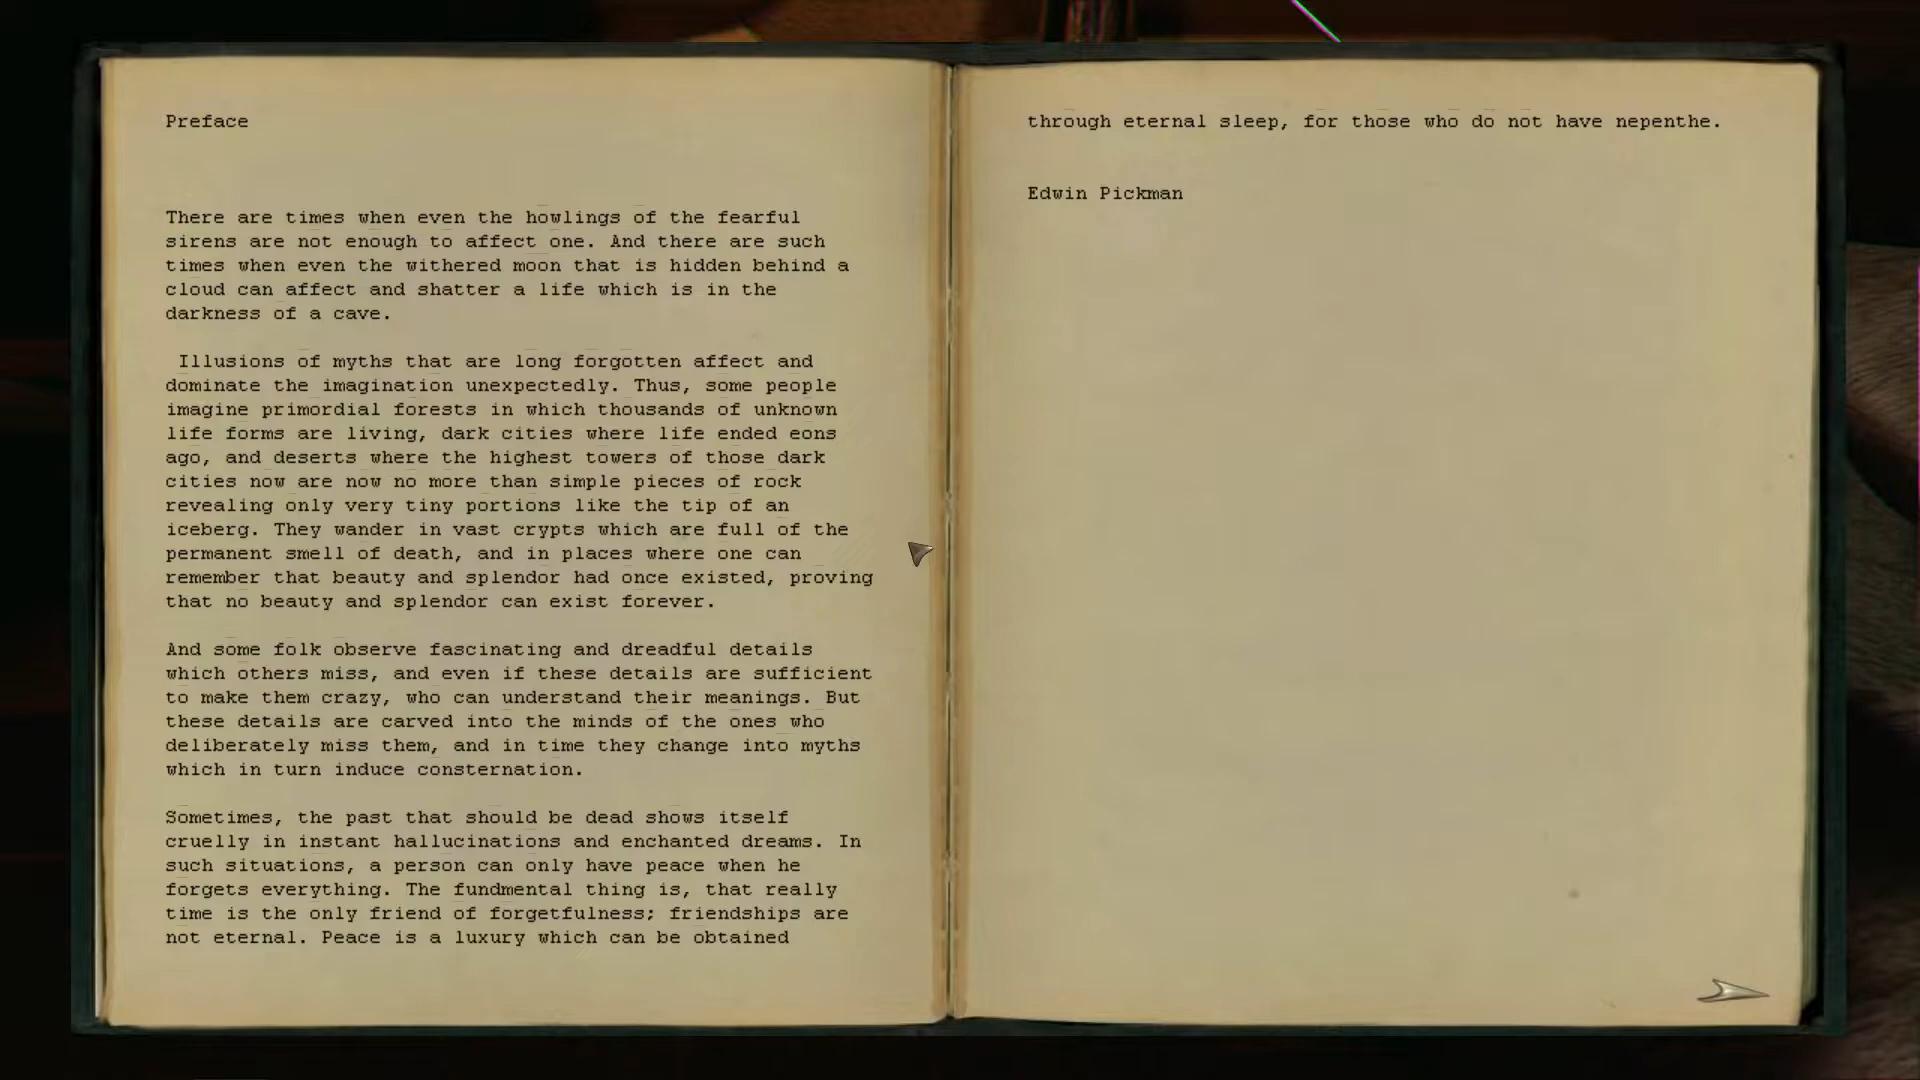 Preface
There are times when even the howlings of the fearful
sirens are not enough to affect one. And there are such
times when even the withered moon that is hidden behind a
cloud can affect and shatter a life which is in the
darkness of a cave.
Illusions of myths that are long forgotten affect and
dominate the imagination unexpectedly. Thus, some people
imagine primordial forests in which thousands of unknown
life forms are living, dark cities where life ended eons
ago, and deserts where the highest towers of those dark
cities now are now no more than simple pieces of rock
revealing only very tiny portions like the tip of an
iceberg. They wander in vast crypts which are full of the
permanent smell of death, and in places where one can
remember that beauty and splendor had once existed, proving
that no beauty and splendor can exist forever.
And some folk observe fascinating and dreadful details
which others miss, and even if these details are sufficient
to make them crazy, who can understand their meanings. But
these details are carved into the minds of the ones who
deliberately miss them, and in time they change into myths
which in turn induce consternation.
Sometimes, the past that should be dead shows itself
cruelly in instant hallucinations and enchanted dreams. In
such situations, a person can only have peace when he
forgets everything. The fundmental thing is, that really
time is the only friend of forgetfulness; friendships are
not eternal. Peace is a luxury which can be obtained
through eternal sleep, for those who do not have nepenthe.
Edwin Pickman